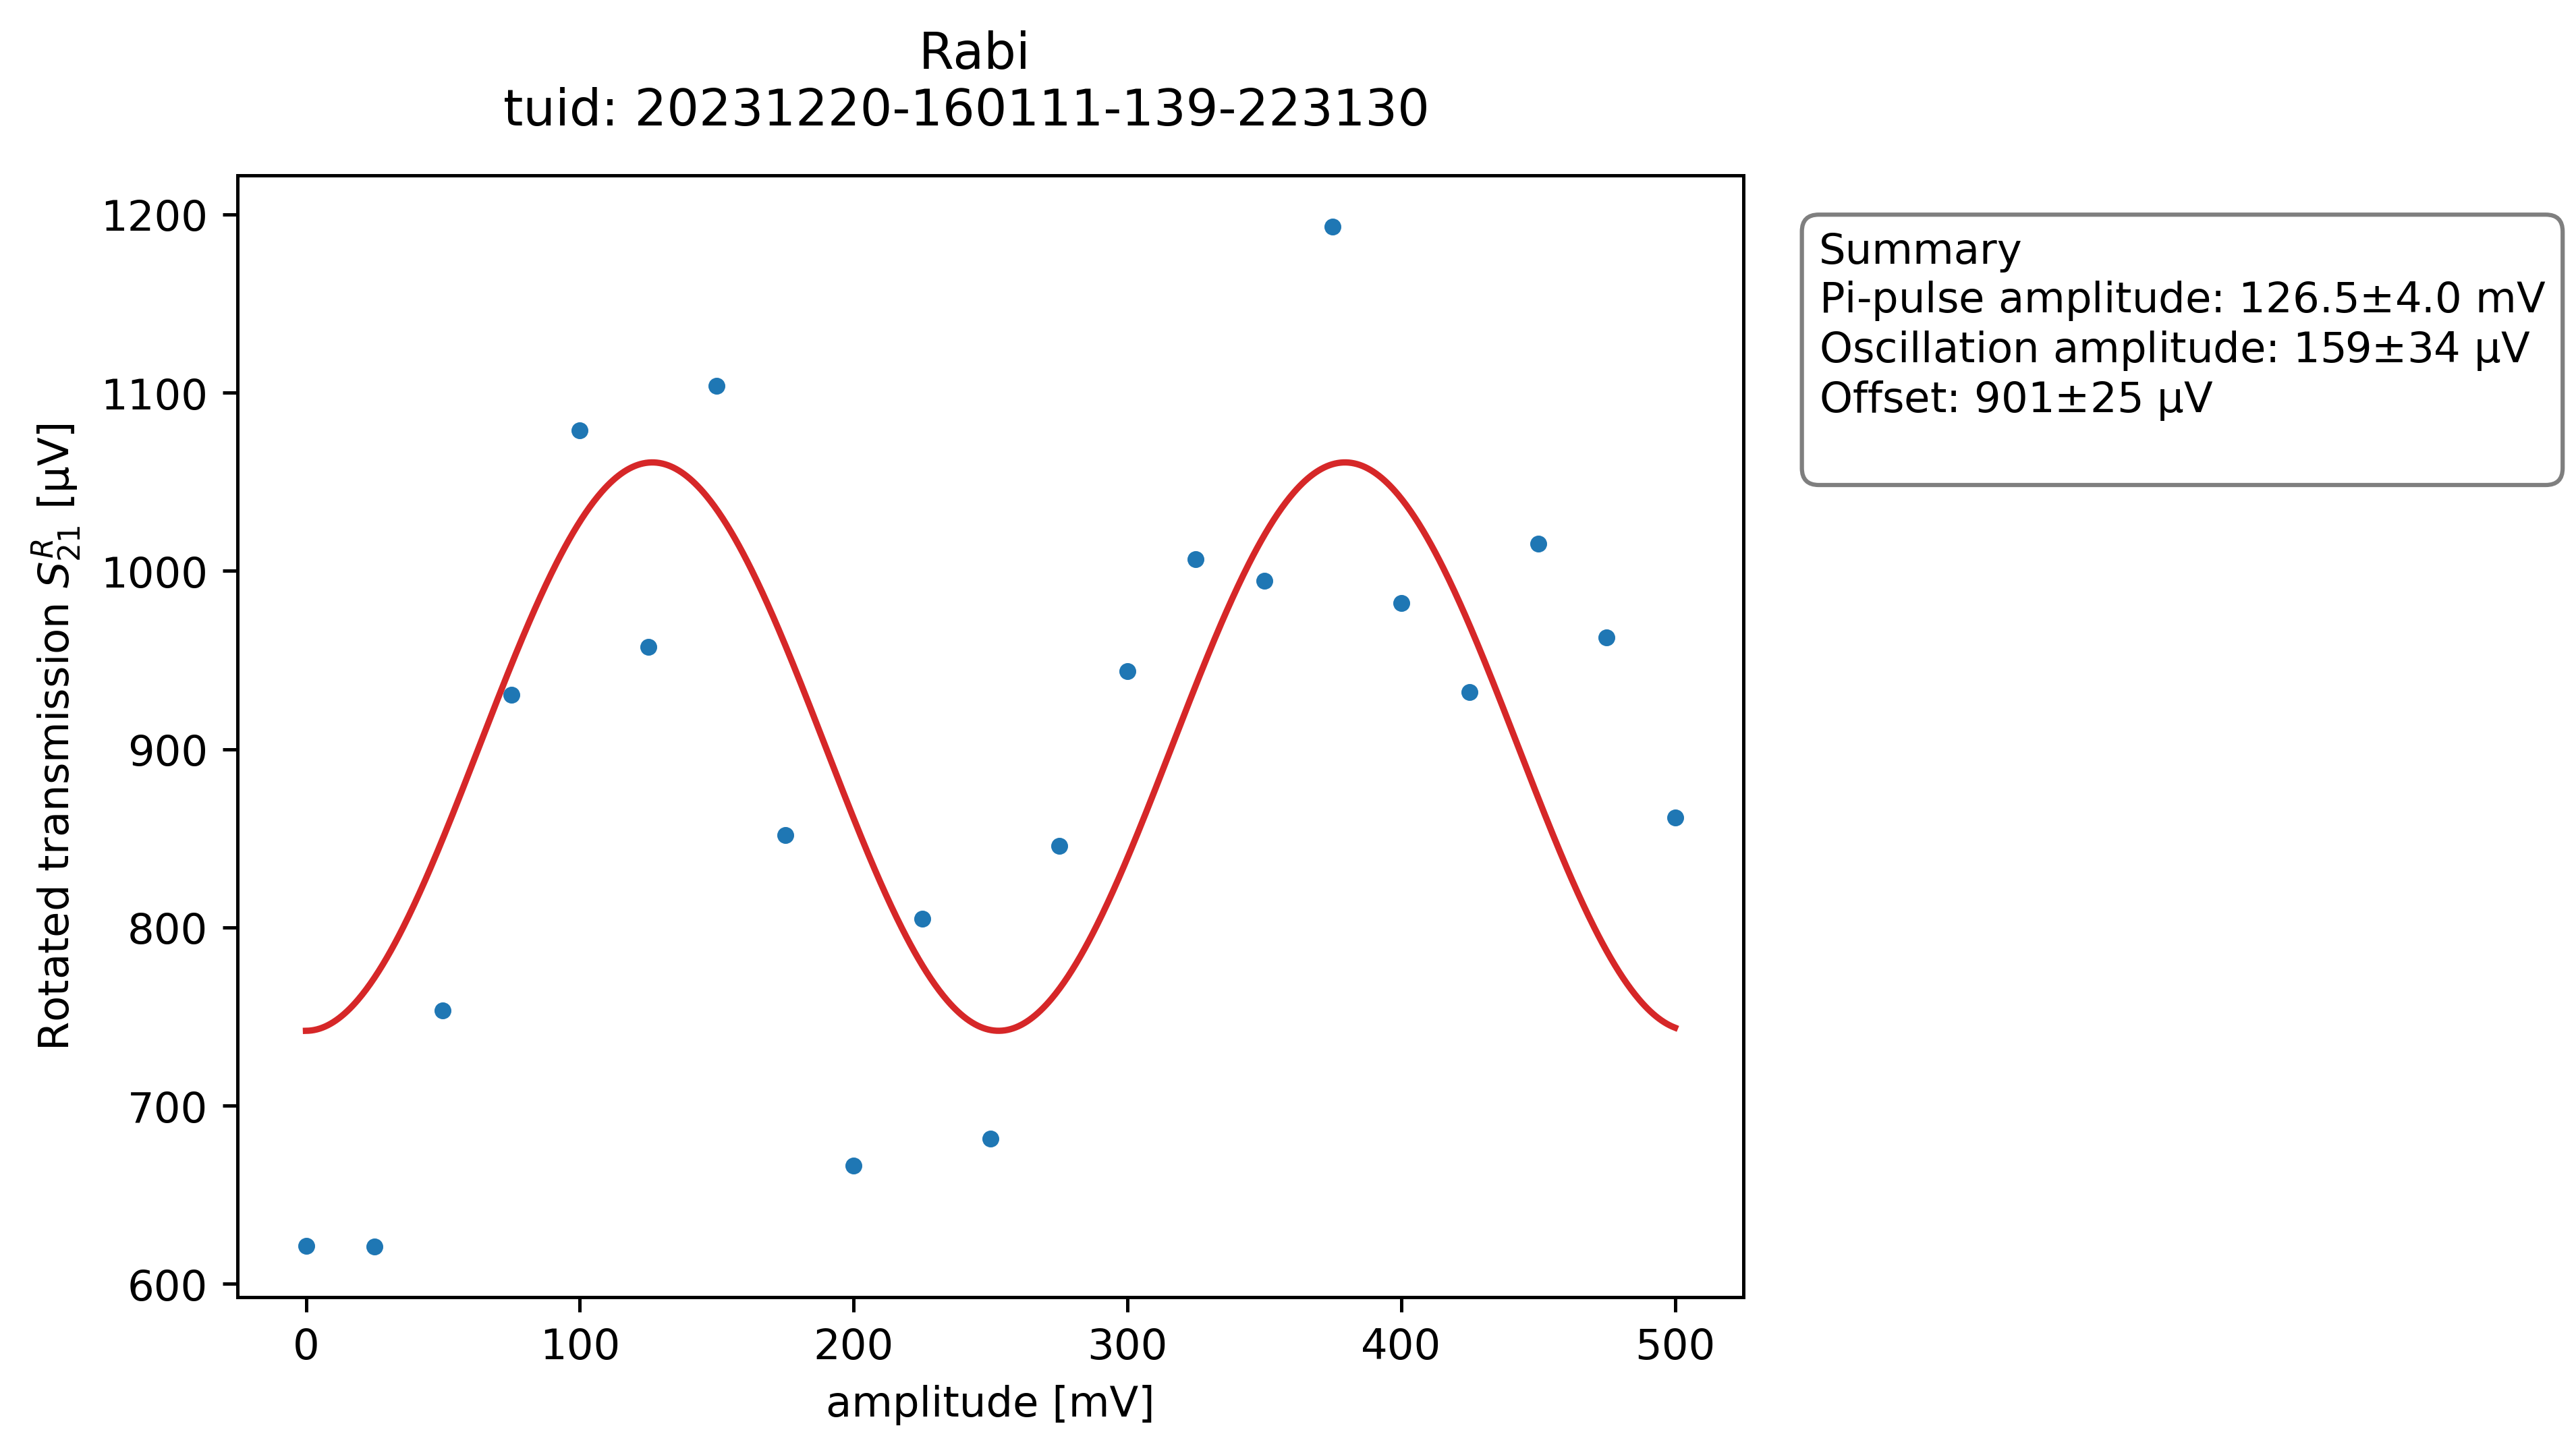 Rabi
tuid: 20231220-160111-139-223130
Rotated transmission $S_{21}^{R}$ [µV]
1200
1100
1000
900
800
700
600
0 100 200 300 400 500
amplitude [mV]
Summary
Pi-pulse amplitude: 126.5±4.0 mV
Oscillation amplitude: 159±34 µV
Offset: 901±25 µV